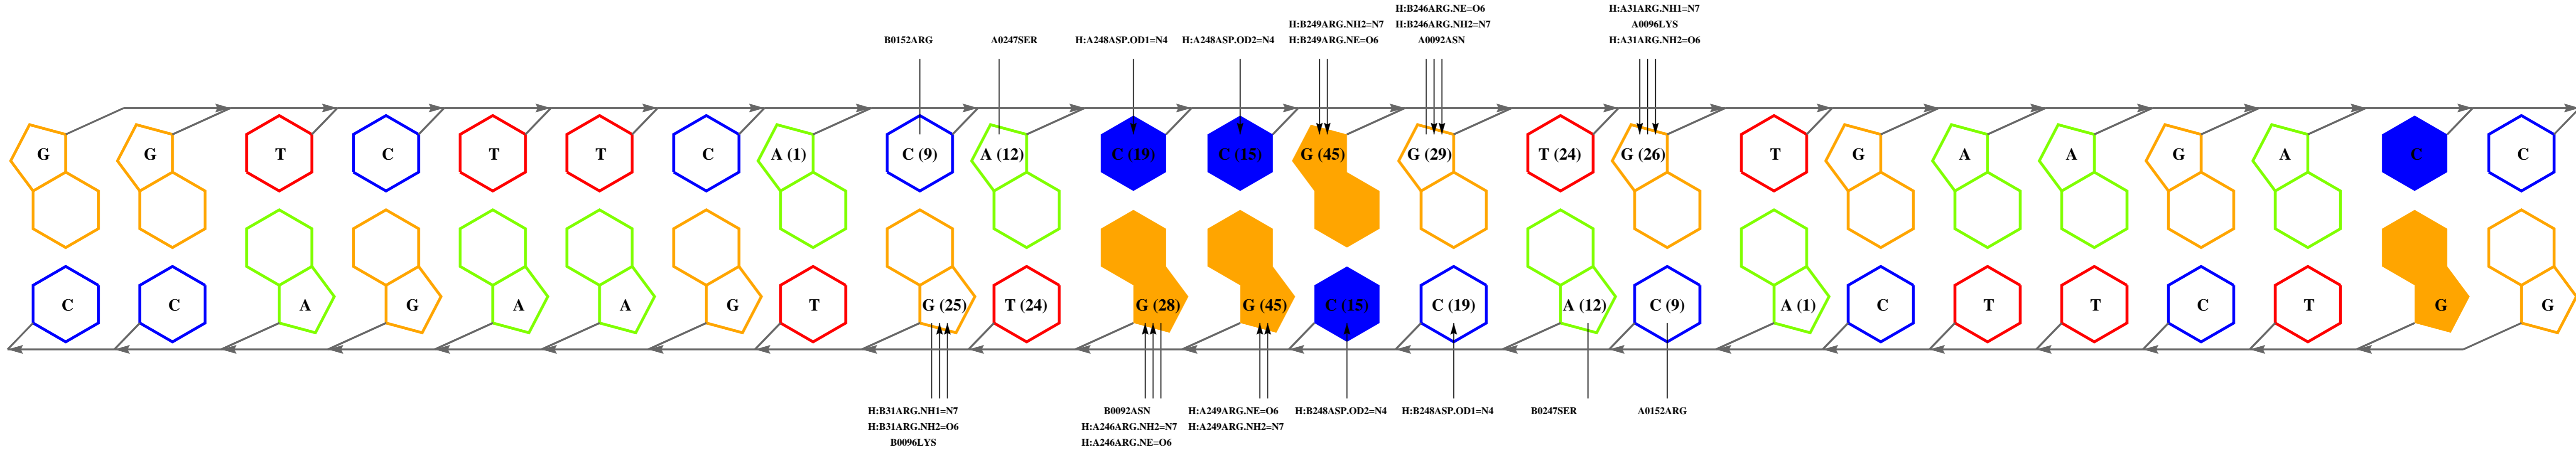 H:B246ARG.NE=O6
H:A31ARG.NH1=N7
H:B249ARG.NH2=N7
H:B246ARG.NH2=N7
A0096LYS
B0152ARG
A0247SER
H:A248ASP.OD1=N4
H:A248ASP.OD2=N4
H:B249ARG.NE=O6
A0092ASN
H:A31ARG.NH2=O6
G G T C T T C A (1) C (9) A (12) C (19) C (15) G (45) G (29) T (24) G (26) T G A A G A C C
C C A G A A G T G (25) T (24) G (28) G (45) C (15) C (19) A (12) C (9) A (1) C T T C T G G
H:B31ARG.NH1=N7
B0092ASN
H:A249ARG.NE=O6
H:B248ASP.OD2=N4
H:B248ASP.OD1=N4
B0247SER
A0152ARG
H:B31ARG.NH2=O6
H:A246ARG.NH2=N7
H:A249ARG.NH2=N7
B0096LYS
H:A246ARG.NE=O6